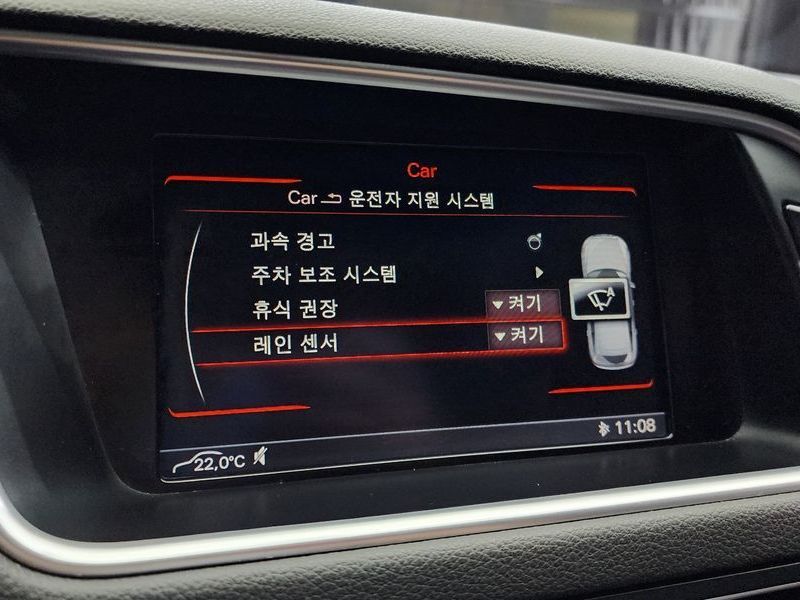 Car
Car 운전자 지원 시스템
과속 경고
주차 보조 시스템
휴식 권장 ▼켜기
레인 센서 ▼켜기
A
22,0°C 11:08